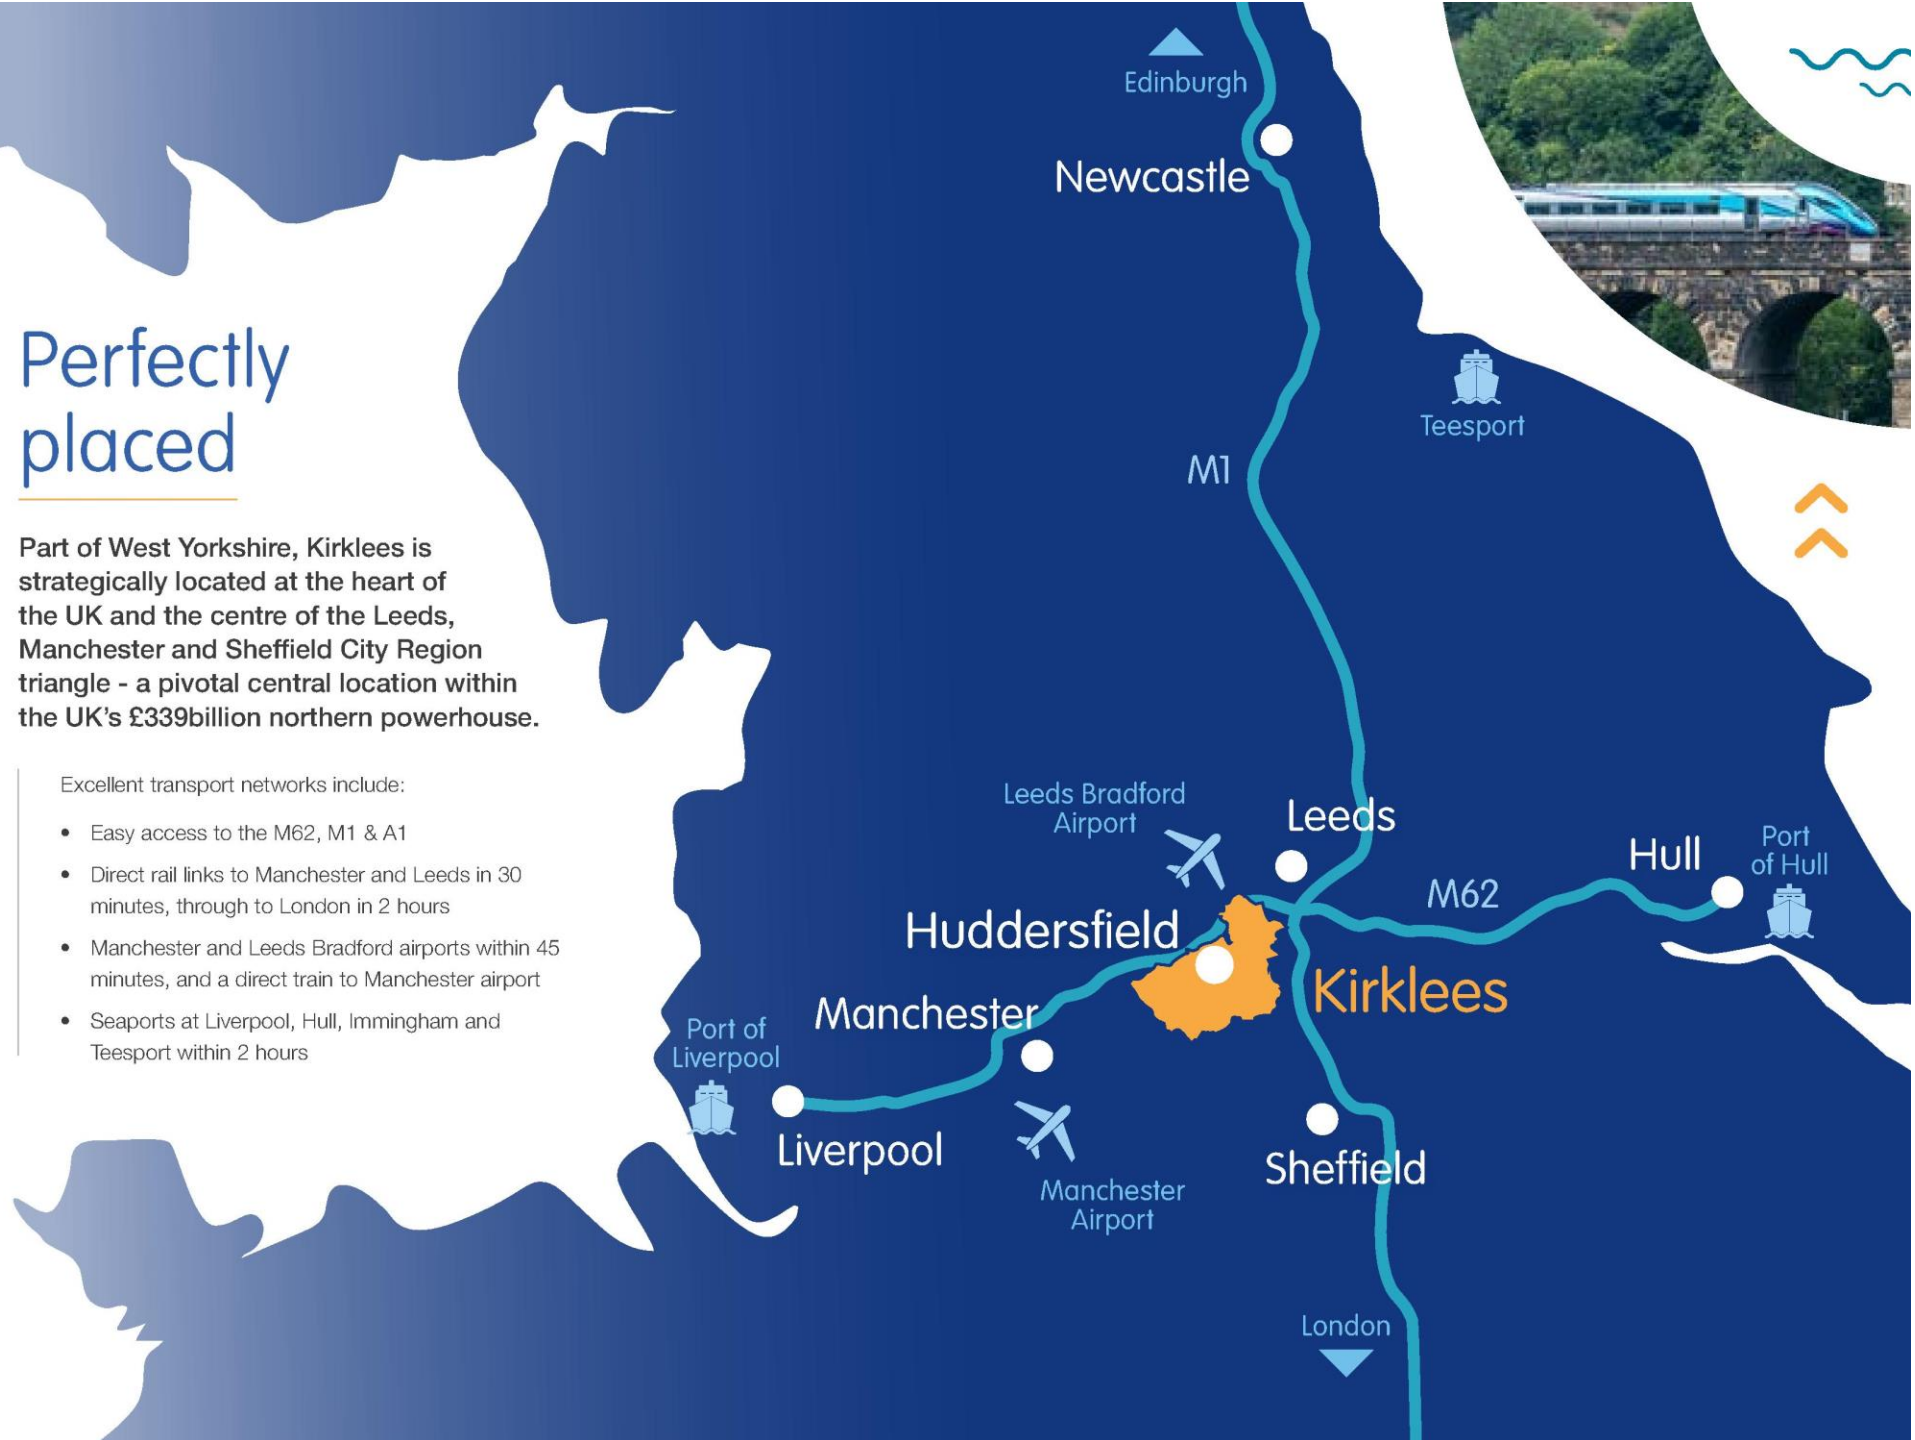 Perfectly
placed
Part of West Yorkshire, Kirklees is
strategically located at the heart of
the UK and the centre of the Leeds,
Manchester and Sheffield City Region
triangle - a pivotal central location within
the UK's £339billion northern powerhouse.
Excellent transport networks include:
• Easy access to the M62, M1 & A1
• Direct rail links to Manchester and Leeds in 30
minutes, through to London in 2 hours
• Manchester and Leeds Bradford airports within 45
minutes, and a direct train to Manchester airport
• Seaports at Liverpool, Hull, Immingham and
Teesport within 2 hours
Edinburgh
Newcastle
Teesport
M1
Leeds Bradford
Airport
Leeds
Hull
Port
of Hull
M62
Huddersfield
Kirklees
Manchester
Port of
Liverpool
Liverpool
Manchester
Airport
Sheffield
London